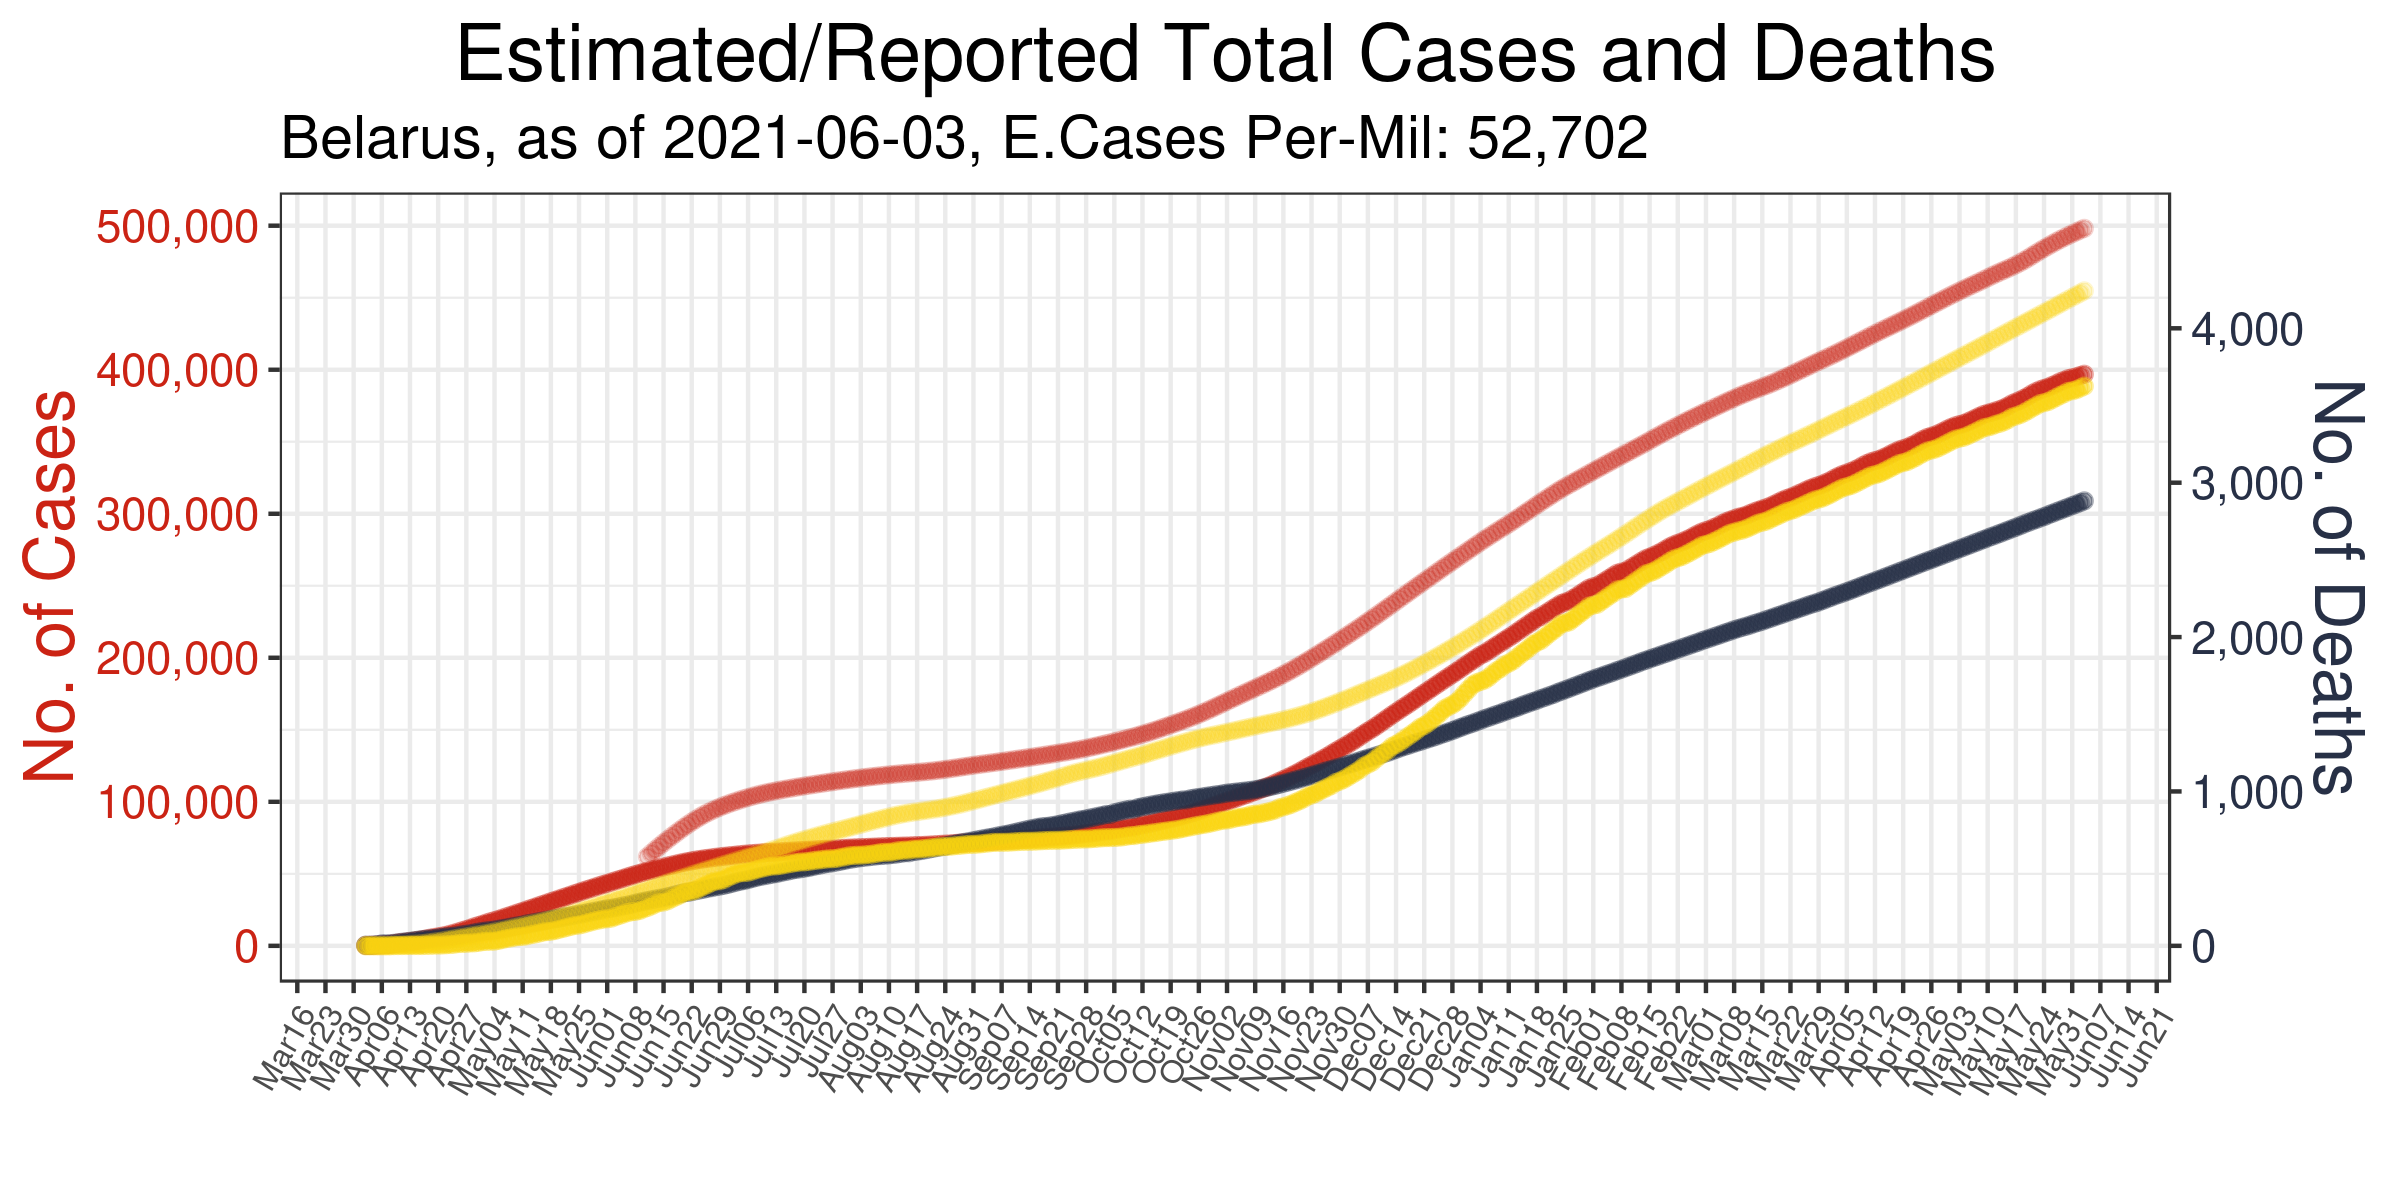 Estimated/Reported Total Cases and Deaths
Belarus, as of 2021-06-03, E.Cases Per-Mil: 52,702
No. of Cases
500,000
400,000
300,000
200,000
100,000
0
4,000
3,000
2,000
1,000
0
No. of Deaths
Mar16
Mar23
Mar30
Apr06
Apr13
Apr20
Apr27
May04
May11
May18
May25
Jun01
Jun08
Jun15
Jun22
Jun29
Jul06
Jul13
Jul20
Jul27
Aug03
Aug10
Aug17
Aug24
Aug31
Sep07
Sep14
Sep21
Sep28
Oct05
Oct12
Oct19
Oct26
Nov02
Nov09
Nov16
Nov23
Nov30
Dec07
Dec14
Dec21
Dec28
Jan04
Jan11
Jan18
Jan25
Feb01
Feb08
Feb15
Feb22
Mar01
Mar08
Mar15
Mar22
Mar29
Apr05
Apr12
Apr19
Apr26
May03
May10
May17
May24
May31
Jun07
Jun14
Jun21